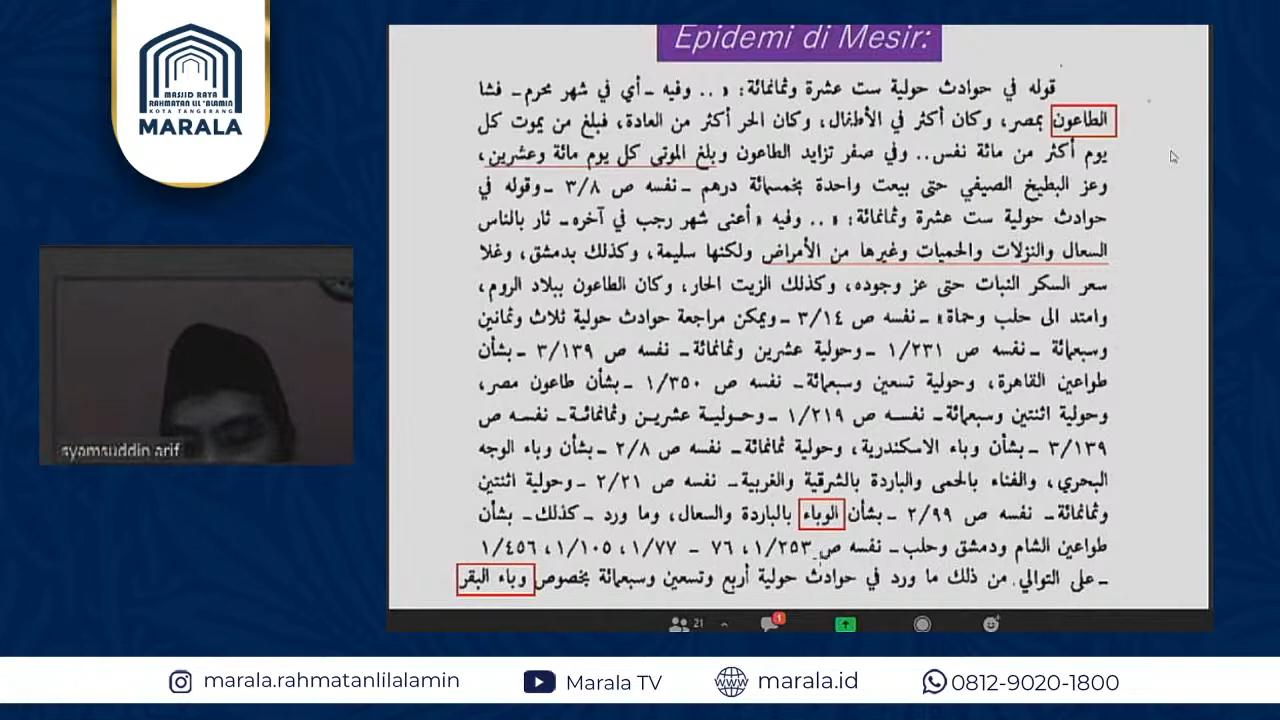 MASJID RAYA
RAHMATAN LIL 'ALAMIN
KOTA TANGERANG
MARALA
syamsuddin arif
Epidemi di Mesir:
قوله في حوادث حولية ست عشرة وثمانمائة: « .. وفيه ـ أي في شهر محرم ـ فشا
الطاعون بمصر، وكان أكثر في الأطفال، وكان الحر أكثر من العادة، فبلغ من يموت كل
يوم أكثر من مائة نفس.. وفي صفر تزايد الطاعون وبلغ الموتى كل يوم مائة وعشرين،
وعز البطيخ الصيفي حتى بيعت واحدة بخمسمائة درهم ـ نفسه ص ٣/٨ ـ وقوله في
حوادث حولية ست عشرة وثمانمائة: « .. وفيه « أعنى شهر رجب في آخره ـ ثار بالناس
السعال والنزلات والحميات وغيرها من الأمراض ولكنها سليمة، وكذلك بدمشق، وغلا
سعر السكر النبات حتى عز وجوده، وكذلك الزيت الحار، وكان الطاعون ببلاد الروم،
وامتد الى حلب وحماة» ـ نفسه ص ٣/١٤ ـ ويمكن مراجعة حوادث حولية ثلاث وثمانين
وسبعمائة ـ نفسه ص ١/٢٣١ ـ وحولية عشرين وثمانمائة ـ نفسه ص ٣/١٣٩ ـ بشأن
طواعين القاهرة، وحولية تسعين وسبعمائة ـ نفسه ص ١/٣٥٠ ـ بشأن طاعون مصر،
وحولية اثنتين وسبعمائة ـ نفسه ص ١/٢١٩ ـ وحولية عشرين وثمانمائة ـ نفسه ص
٣/١٣٩ ـ بشأن وباء الاسكندرية، وحولية ثمانمائة ـ نفسه ص ٢/٨ ـ بشأن وباء الوجه
البحري، والفناء بالحمى والباردة بالشرقية والغربية ـ نفسه ص ٢/٢١ ـ وحولية اثنتين
وثمانمائة ـ نفسه ص ٢/٩٩ ـ بشأن الوباء بالباردة والسعال، وما ورد ـ كذلك ـ بشأن
طواعين الشام ودمشق وحلب ـ نفسه ص ١/٢٥٣، ٧٦ ـ ١/٧٧، ١/١٠٥، ١/٤٥٦
ـ على التوالي من ذلك ما ورد في حوادث حولية أربع وتسعين وسبعمائة بخصوص وباء البقر
21
1
marala.rahmatanlilalamin
Marala TV
marala.id
0812-9020-1800